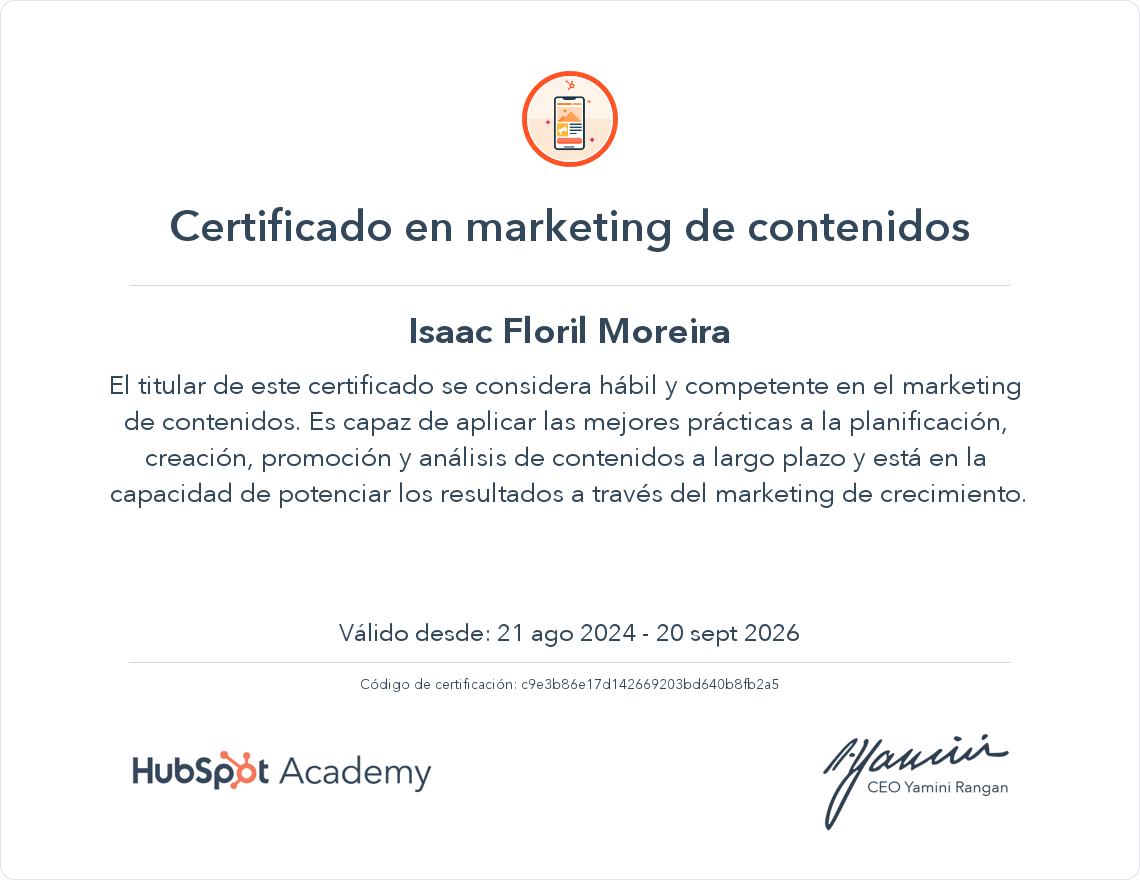 Certificado en marketing de contenidos
Isaac Floril Moreira
El titular de este certificado se considera hábil y competente en el marketing
de contenidos. Es capaz de aplicar las mejores prácticas a la planificación,
creación, promoción y análisis de contenidos a largo plazo y está en la
capacidad de potenciar los resultados a través del marketing de crecimiento.
Válido desde: 21 ago 2024 - 20 sept 2026
Código de certificación: c9e3b86e17d142669203bd640b8fb2a5
HubSpot Academy
CEO Yamini Rangan